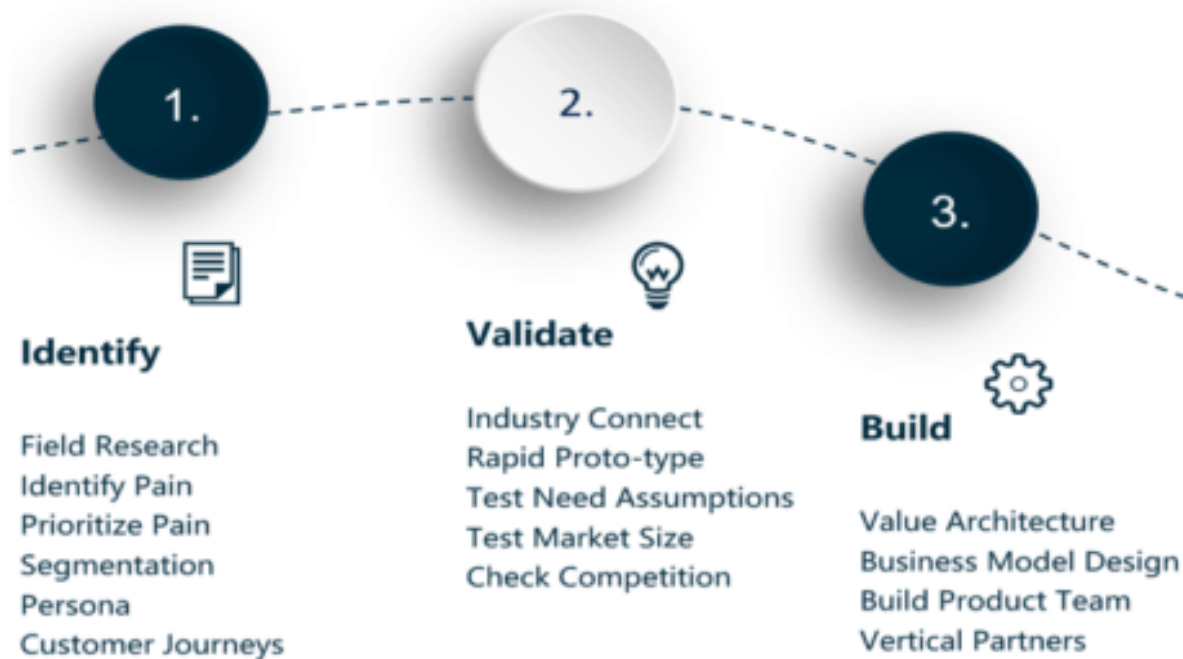 1.
Identify
Field Research
Identify Pain
Prioritize Pain
Segmentation
Persona
Customer Journeys
2.
Validate
Industry Connect
Rapid Proto-type
Test Need Assumptions
Test Market Size
Check Competition
3.
Build
Value Architecture
Business Model Design
Build Product Team
Vertical Partners